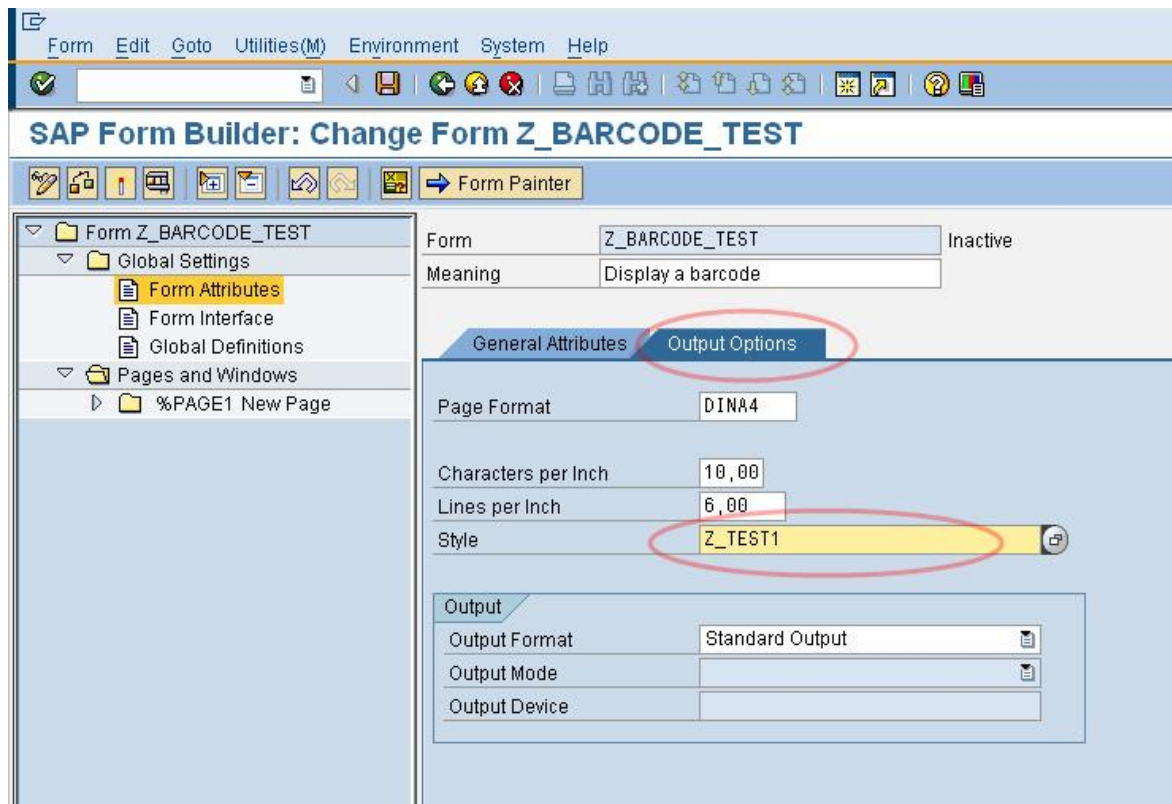 Form Edit Goto Utilities(M) Environment System Help
SAP Form Builder: Change Form Z_BARCODE_TEST
Form Painter
Form Z_BARCODE_TEST
Global Settings
Form Attributes
Form Interface
Global Definitions
Pages and Windows
%PAGE1 New Page
Form Z_BARCODE_TEST Inactive
Meaning Display a barcode
General Attributes Output Options
Page Format DINA4
Characters per Inch 10,00
Lines per Inch 6,00
Style Z_TEST1
Output
Output Format Standard Output
Output Mode
Output Device